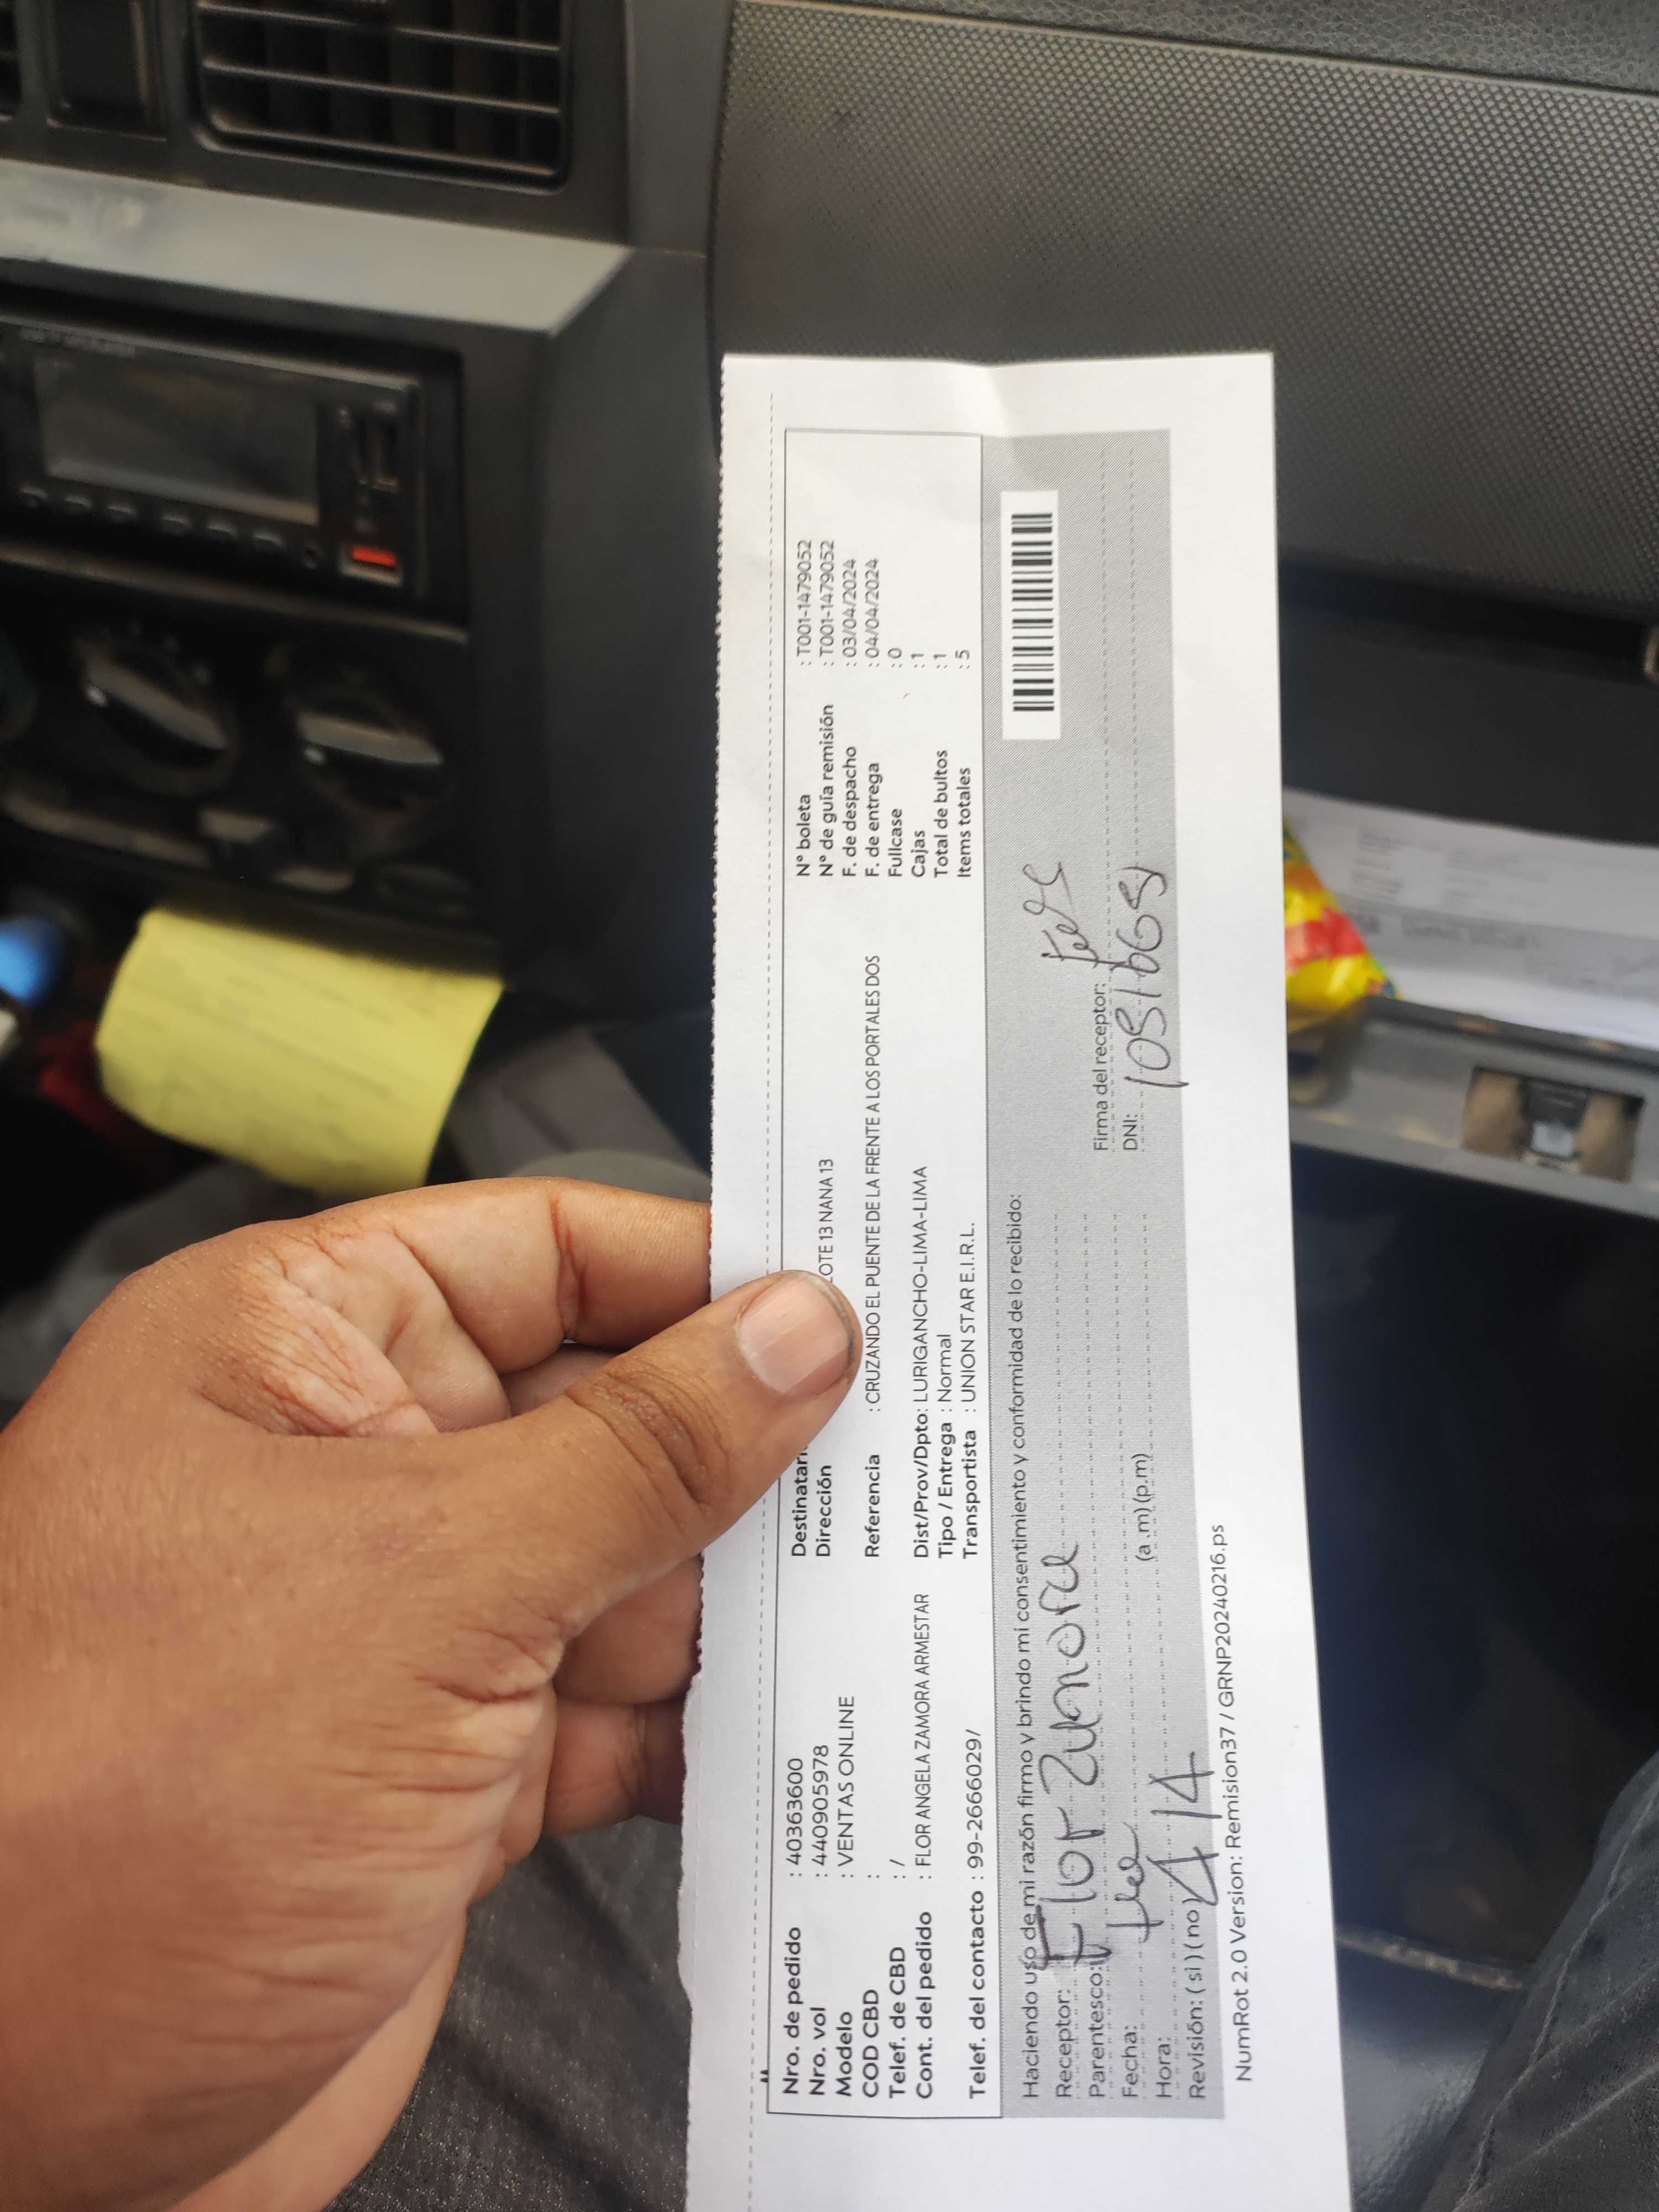 Nro. de pedido : 40363600
Nro. vol : 440905978
Modelo : VENTAS ONLINE
COD CBD :
Telef. de CBD : /
Cont. del pedido : FLOR ANGELA ZAMORA ARMESTAR
Telef. del contacto : 99-2666029/
Destinatari
Dirección OTE 13 NANA 13
Referencia : CRUZANDO EL PUENTE DE LA FRENTE A LOS PORTALES DOS
Dist/Prov/Dpto: LURIGANCHO-LIMA-LIMA
Tipo / Entrega : Normal
Transportista : UNION STAR E.I.R.L.
N° boleta : T001-1479052
N° de guía remisión : T001-1479052
F. de despacho : 03/04/2024
F. de entrega : 04/04/2024
Fullcase : 0
Cajas : 1
Total de bultos : 1
Items totales : 5
Haciendo uso de mi razón firmo y brindo mi consentimiento y conformidad de lo recibido:
Receptor: Flor Zamora
Parentesco:
Fecha:
Hora: (a .m) (p.m)
Revisión: (si) (no) 4/4
Firma del receptor:
DNI:
NumRot 2.0 Version: Remision37 / GRNP20240216.ps